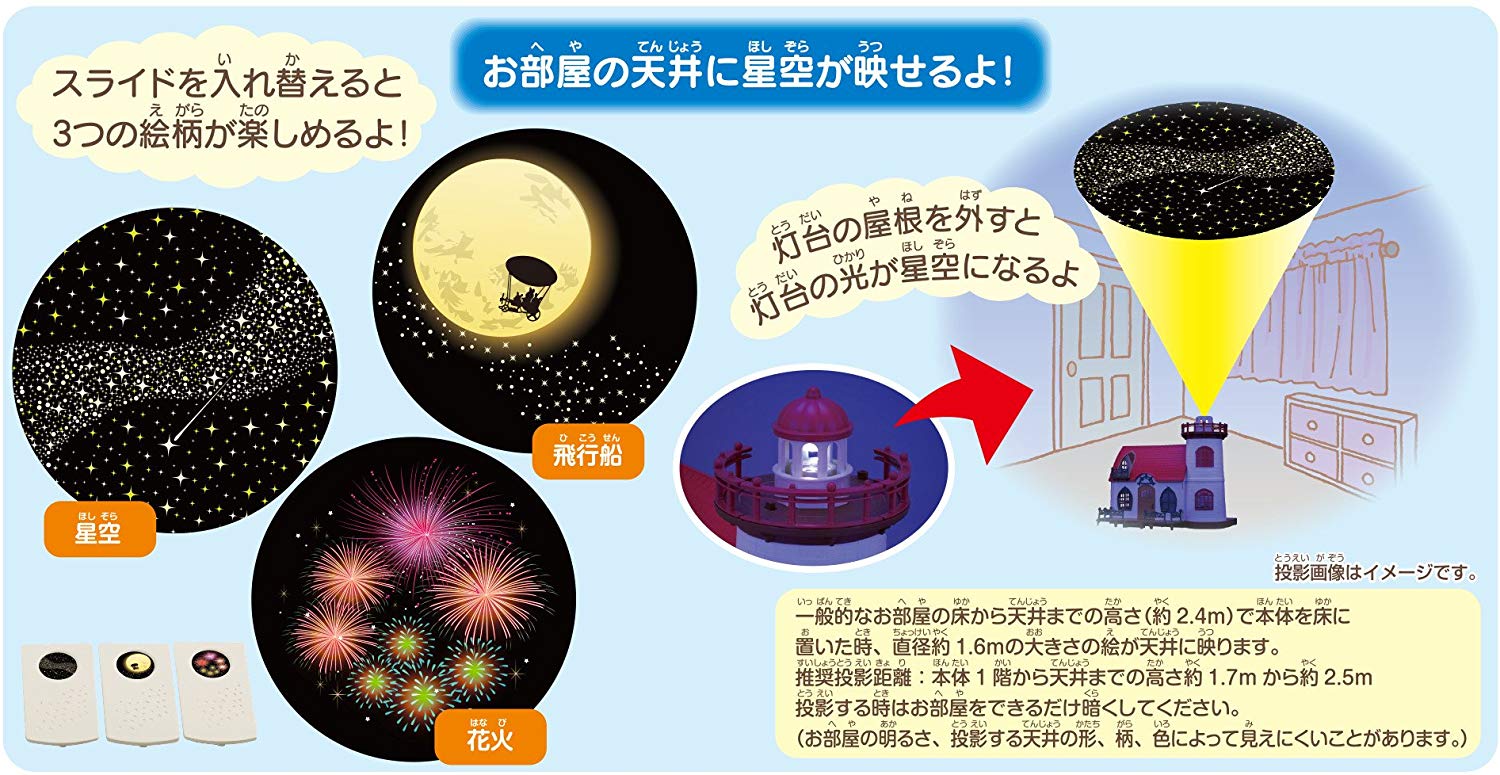 お部屋の天井に星空が映せるよ!
スライドを入れ替えると
3つの絵柄が楽しめるよ!
星空
飛行船
花火
灯台の屋根を外すと
灯台の光が星空になるよ
投影画像はイメージです。
一般的なお部屋の床から天井までの高さ(約2.4m)で本体を床に
置いた時、直径約1.6mの大きさの絵が天井に映ります。
推奨投影距離:本体1階から天井までの高さ約1.7mから約2.5m
投影する時はお部屋をできるだけ暗くしてください。
(お部屋の明るさ、投影する天井の形、柄、色によって見えにくいことがあります。)